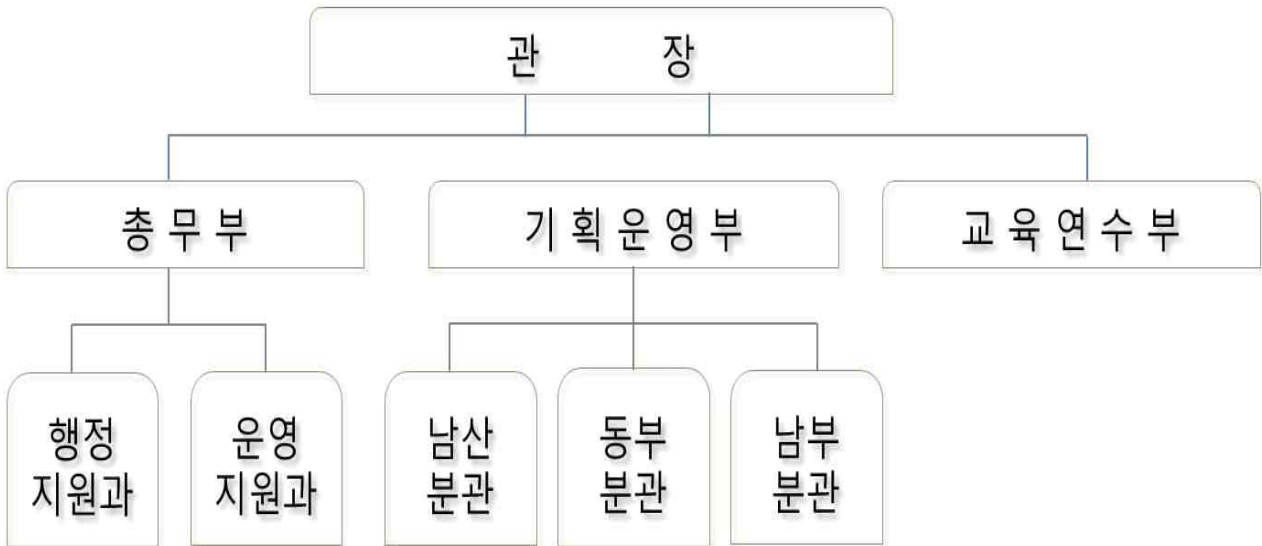 관 장
총 무 부
기 획 운 영 부
교 육 연 수 부
행정
지원과
운영
지원과
남산
분관
동부
분관
남부
분관